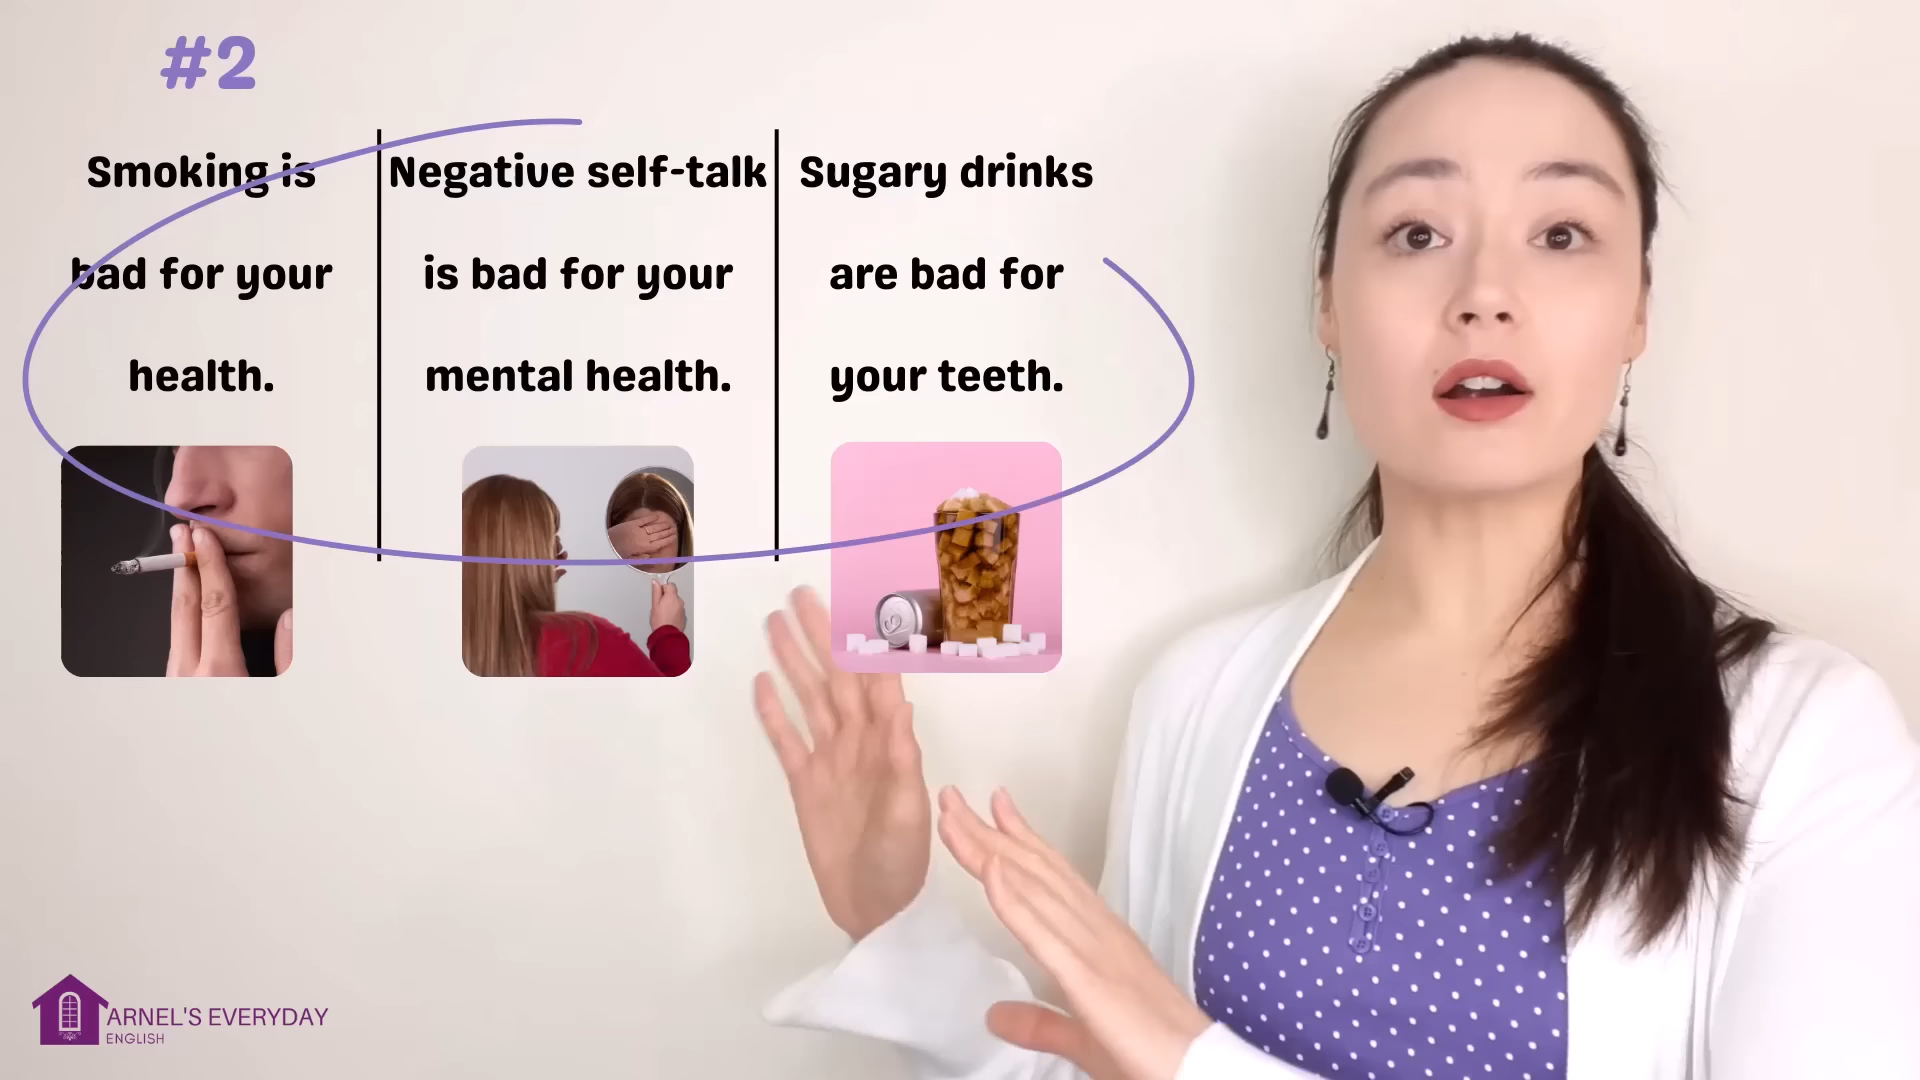 #2
Smoking is
bad for your
health.
Negative self-talk
is bad for your
mental health.
Sugary drinks
are bad for
your teeth.
ARNEL'S EVERYDAY
ENGLISH